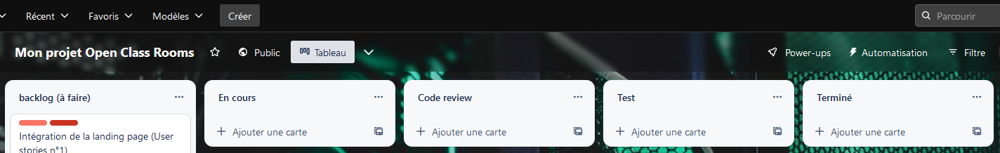 Récent Favoris Modèles Créer Parcourir
Mon projet Open Class Rooms Public Tableau Power-ups Automatisation Filtre
backlog (à faire) En cours Code review Test Terminé
Ajouter une carte Ajouter une carte Ajouter une carte Ajouter une carte
Intégration de la landing page (User
stories n°1)